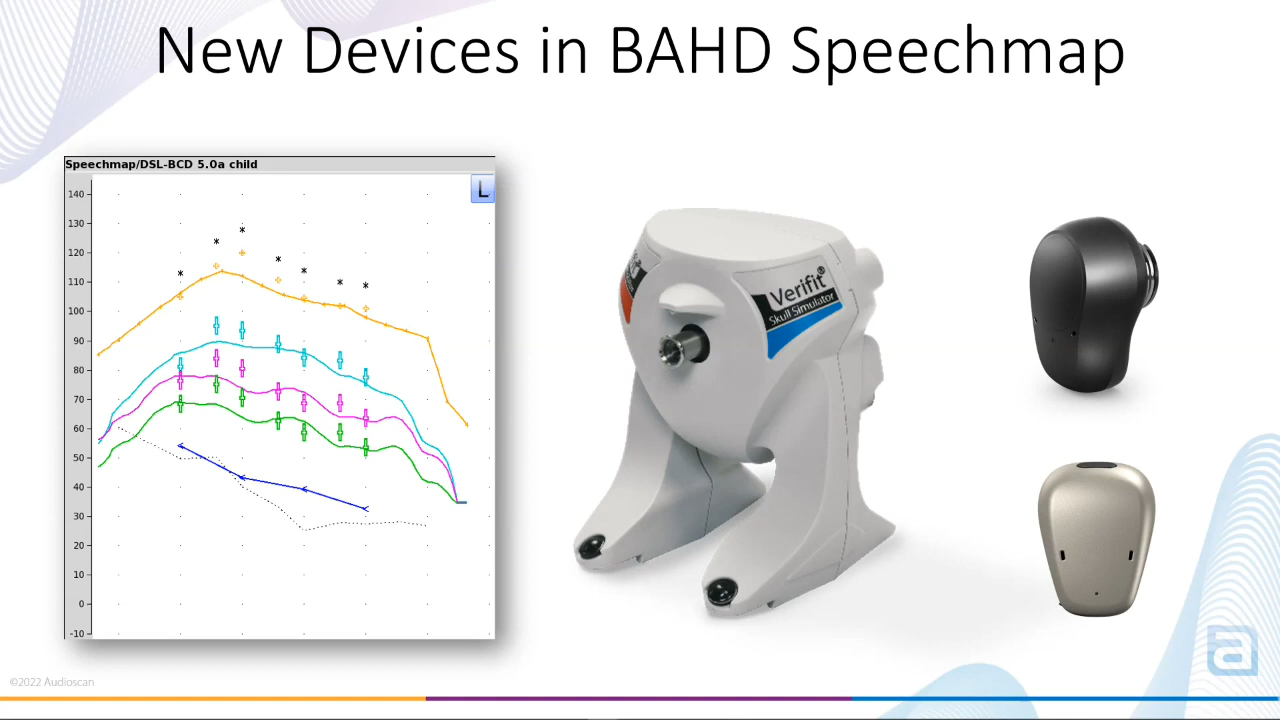 New Devices in BAHD Speechmap
Speechmap/DSL-BCD 5.0a child
L
140
130
120
110
100
90
80
70
60
50
40
30
20
10
0
-10
Verifit®
Skull Simulator
a
©2022 Audioscan